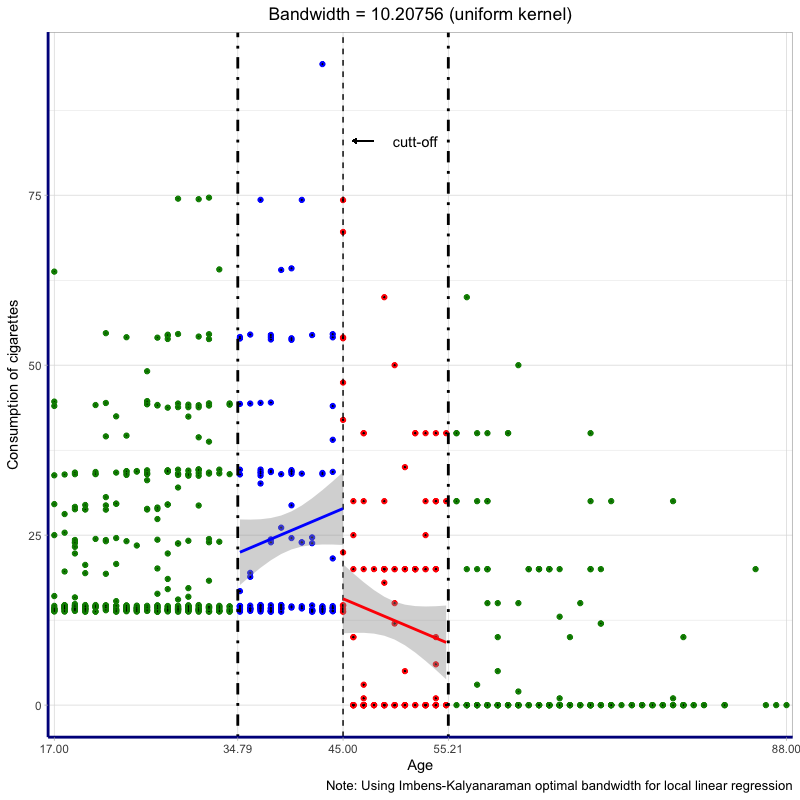 Bandwidth = 10.20756 (uniform kernel)
cutt-off
75
50
25
0
Consumption of cigarettes
17.00 34.79 45.00 55.21 88.00
Age
Note: Using Imbens-Kalyanaraman optimal bandwidth for local linear regression